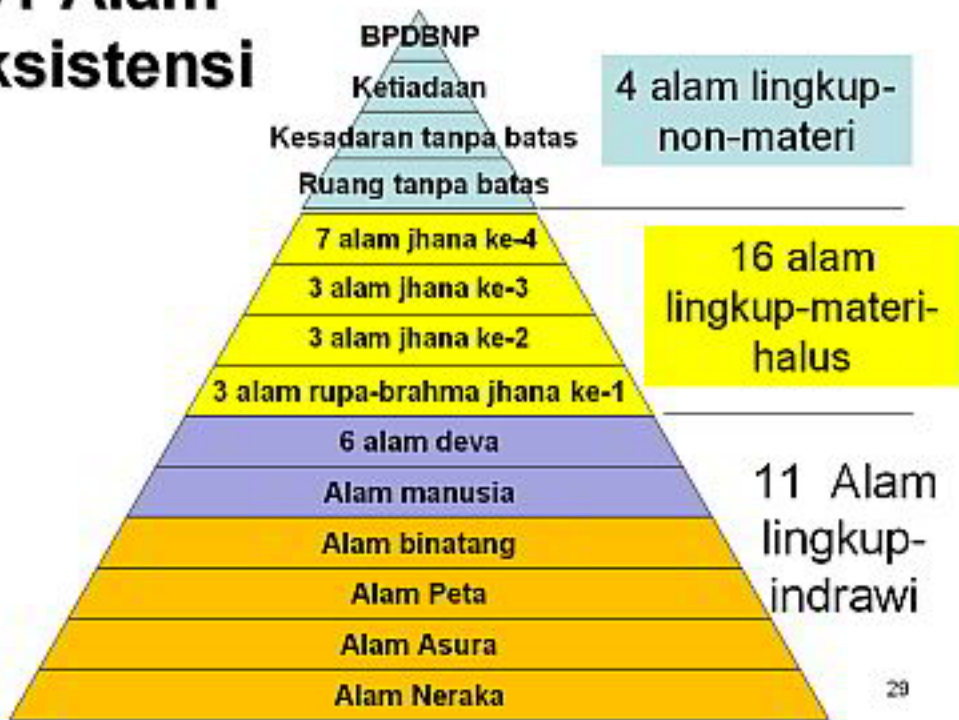 Alam
BPDBNP
Ketiadaan
Kesadaran tanpa batas
Ruang tanpa batas
4 alam lingkup-
non-materi
7 alam jhana ke-4
3 alam jhana ke-3
3 alam jhana ke-2
3 alam rupa-brahma jhana ke-1
16 alam
lingkup-materi-
halus
6 alam deva
Alam manusia
Alam binatang
Alam Peta
Alam Asura
Alam Neraka
11 Alam
lingkup-
indrawi
29